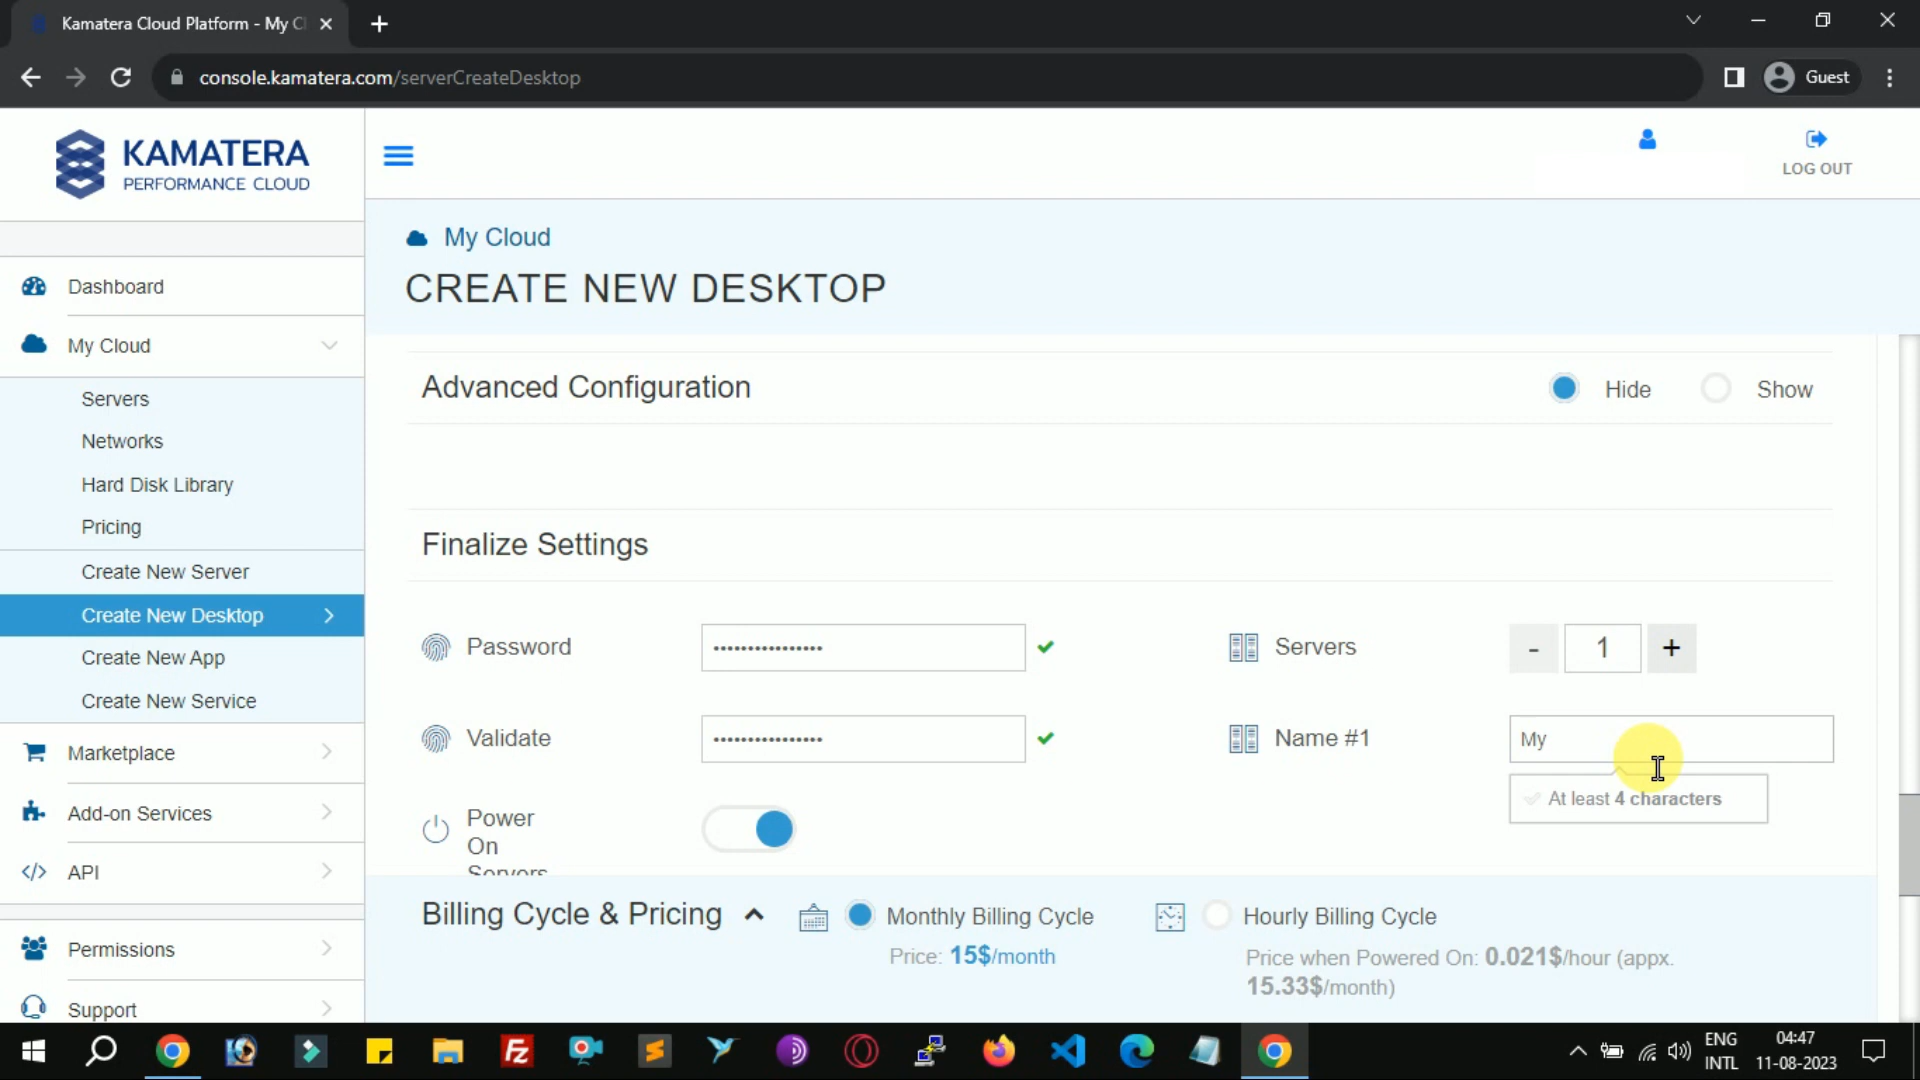 Kamatera Cloud Platform - My Cl
console.kamatera.com/serverCreateDesktop
Guest
KAMATERA
PERFORMANCE CLOUD
LOG OUT
My Cloud
CREATE NEW DESKTOP
Dashboard
My Cloud
Servers
Networks
Hard Disk Library
Pricing
Create New Server
Create New Desktop
Create New App
Create New Service
Marketplace
Add-on Services
API
Permissions
Support
Advanced Configuration
Hide
Show
Finalize Settings
Password
••••••••••••••••
Servers
- 1 +
Validate
••••••••••••••••
Name #1
My
At least 4 characters
Power
On
Servers
Billing Cycle & Pricing
Monthly Billing Cycle
Price: 15$/month
Hourly Billing Cycle
Price when Powered On: 0.021$/hour (appx.
15.33$/month)
ENG
INTL
04:47
11-08-2023